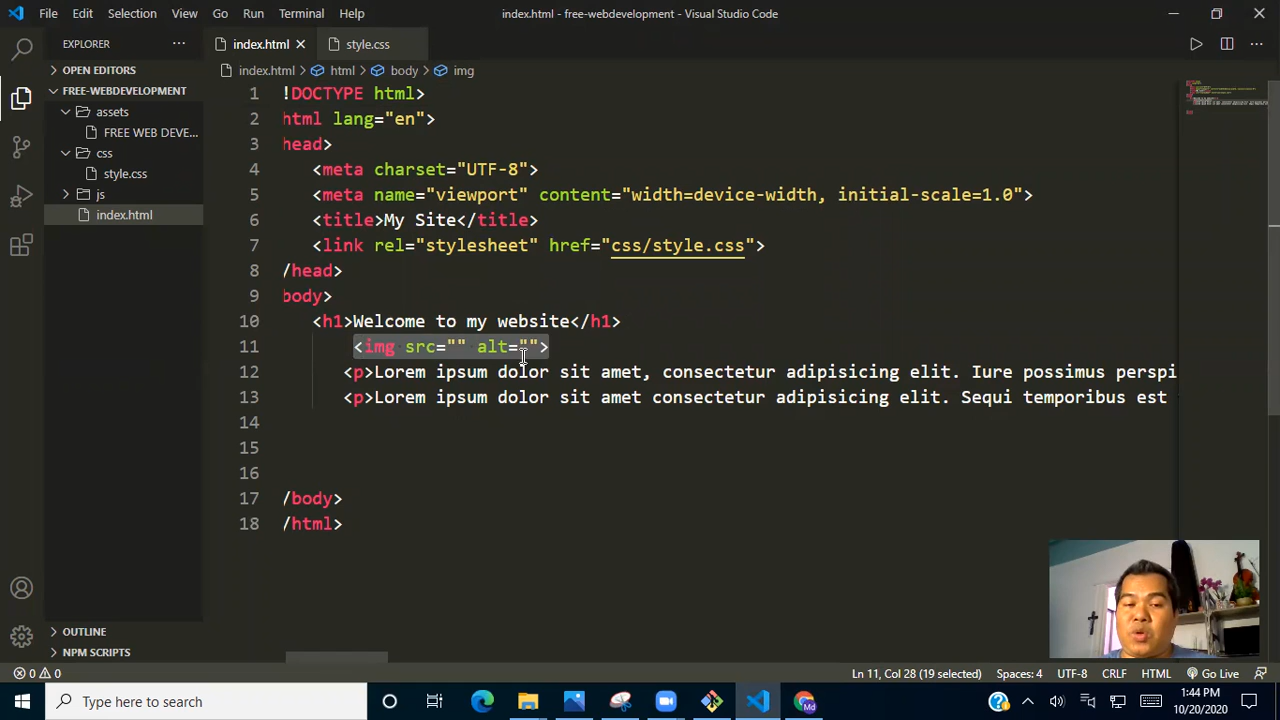 File Edit Selection View Go Run Terminal Help
index.html - free-webdevelopment - Visual Studio Code
EXPLORER
OPEN EDITORS
FREE-WEBDEVELOPMENT
assets
FREE WEB DEVE...
css
style.css
js
index.html
OUTLINE
NPM SCRIPTS
index.html style.css
index.html > html > body > img
1 !DOCTYPE html>
2 html lang="en">
3 head>
4 <meta charset="UTF-8">
5 <meta name="viewport" content="width=device-width, initial-scale=1.0">
6 <title>My Site</title>
7 <link rel="stylesheet" href="css/style.css">
8 /head>
9 body>
10 <h1>Welcome to my website</h1>
11 <img src="" alt="">
12 <p>Lorem ipsum dolor sit amet, consectetur adipisicing elit. Iure possimus perspi
13 <p>Lorem ipsum dolor sit amet consectetur adipisicing elit. Sequi temporibus est
14
15
16
17 /body>
18 /html>
0 0 Ln 11, Col 28 (19 selected) Spaces: 4 UTF-8 CRLF HTML Go Live
Type here to search
Md
1:44 PM
10/20/2020